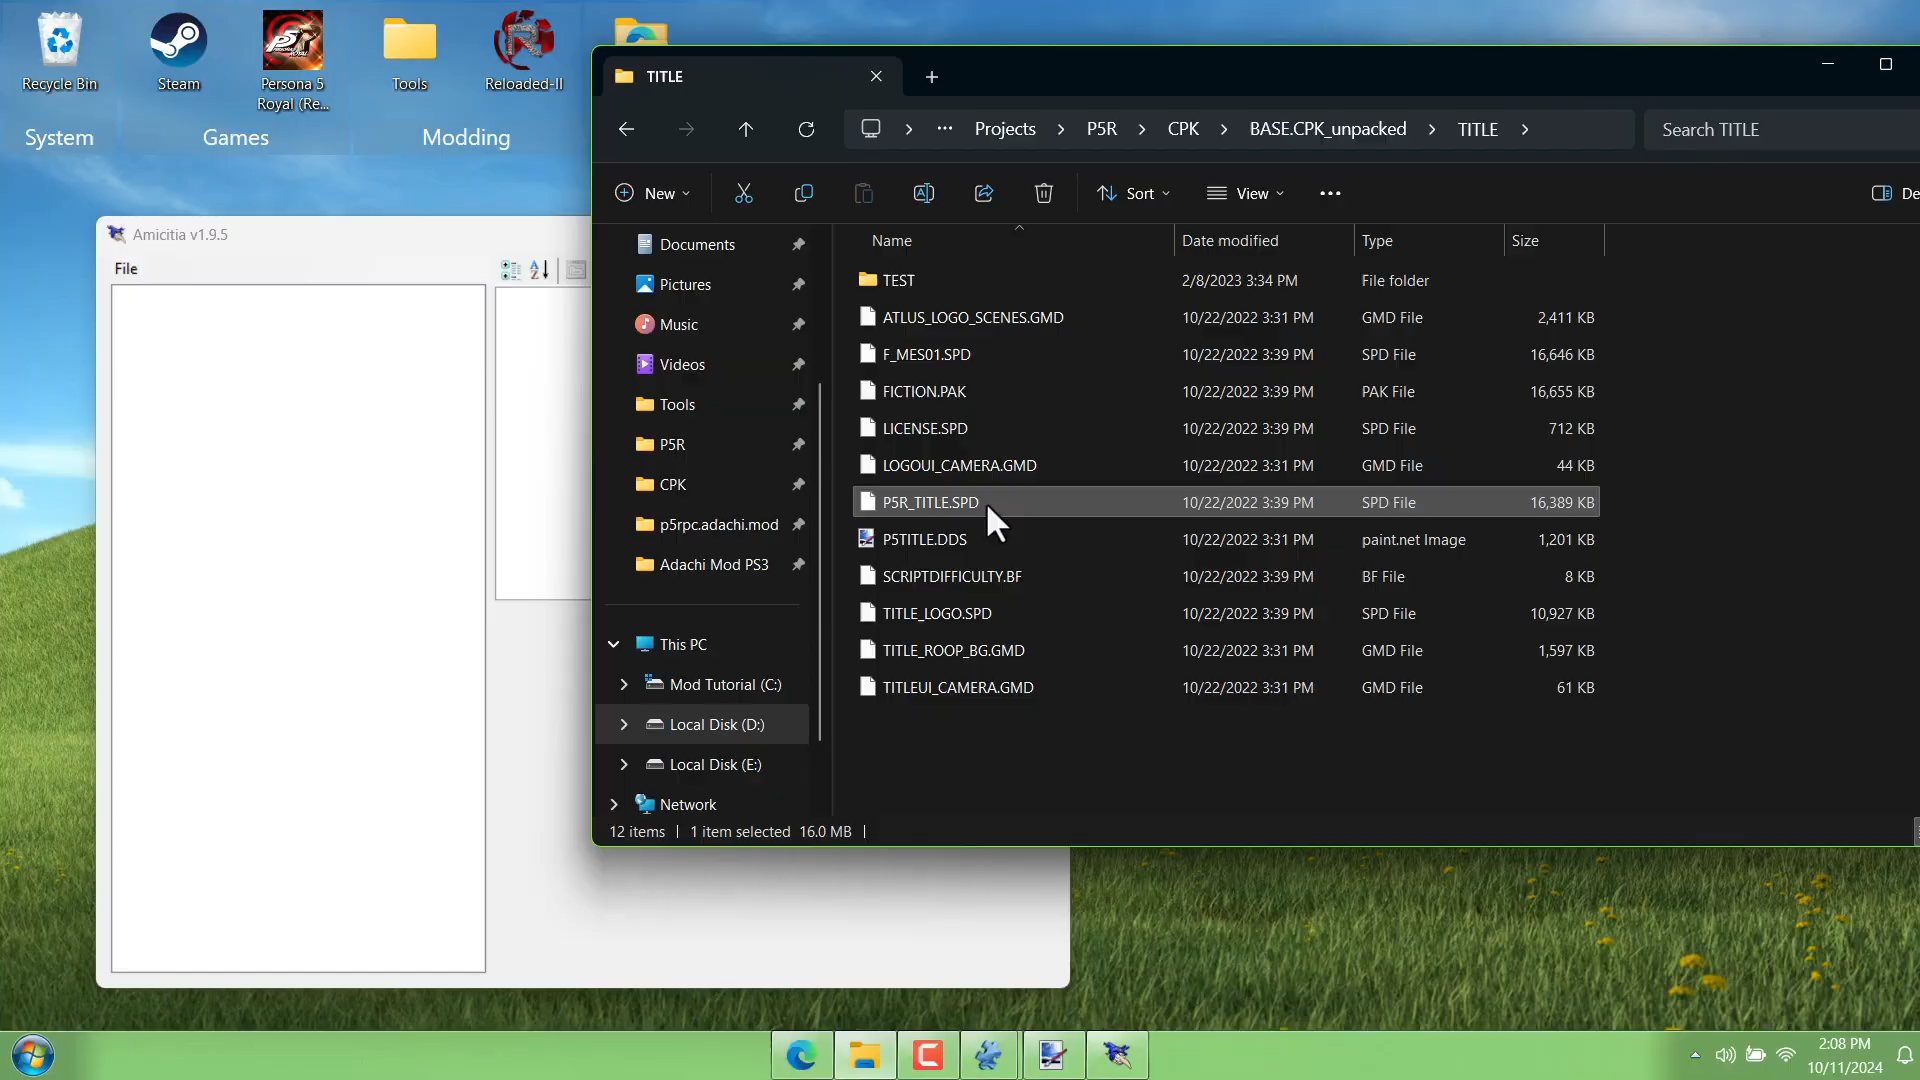 Recycle Bin
Steam
Persona 5
Royal (Re...
Tools
Reloaded-II
System
Games
Modding
Amicitia v1.9.5
File
TITLE
Projects
P5R
CPK
BASE.CPK_unpacked
TITLE
Search TITLE
New
Sort
View
De
Documents
Pictures
Music
Videos
Tools
P5R
CPK
p5rpc.adachi.mod
Adachi Mod PS3
This PC
Mod Tutorial (C:)
Local Disk (D:)
Local Disk (E:)
Network
Name Date modified Type Size
TEST 2/8/2023 3:34 PM File folder
ATLUS_LOGO_SCENES.GMD 10/22/2022 3:31 PM GMD File 2,411 KB
F_MES01.SPD 10/22/2022 3:39 PM SPD File 16,646 KB
FICTION.PAK 10/22/2022 3:39 PM PAK File 16,655 KB
LICENSE.SPD 10/22/2022 3:39 PM SPD File 712 KB
LOGOUI_CAMERA.GMD 10/22/2022 3:31 PM GMD File 44 KB
P5R_TITLE.SPD 10/22/2022 3:39 PM SPD File 16,389 KB
P5TITLE.DDS 10/22/2022 3:31 PM paint.net Image 1,201 KB
SCRIPTDIFFICULTY.BF 10/22/2022 3:31 PM BF File 8 KB
TITLE_LOGO.SPD 10/22/2022 3:39 PM SPD File 10,927 KB
TITLE_ROOP_BG.GMD 10/22/2022 3:31 PM GMD File 1,597 KB
TITLEUI_CAMERA.GMD 10/22/2022 3:31 PM GMD File 61 KB
12 items | 1 item selected 16.0 MB |
2:08 PM
10/11/2024